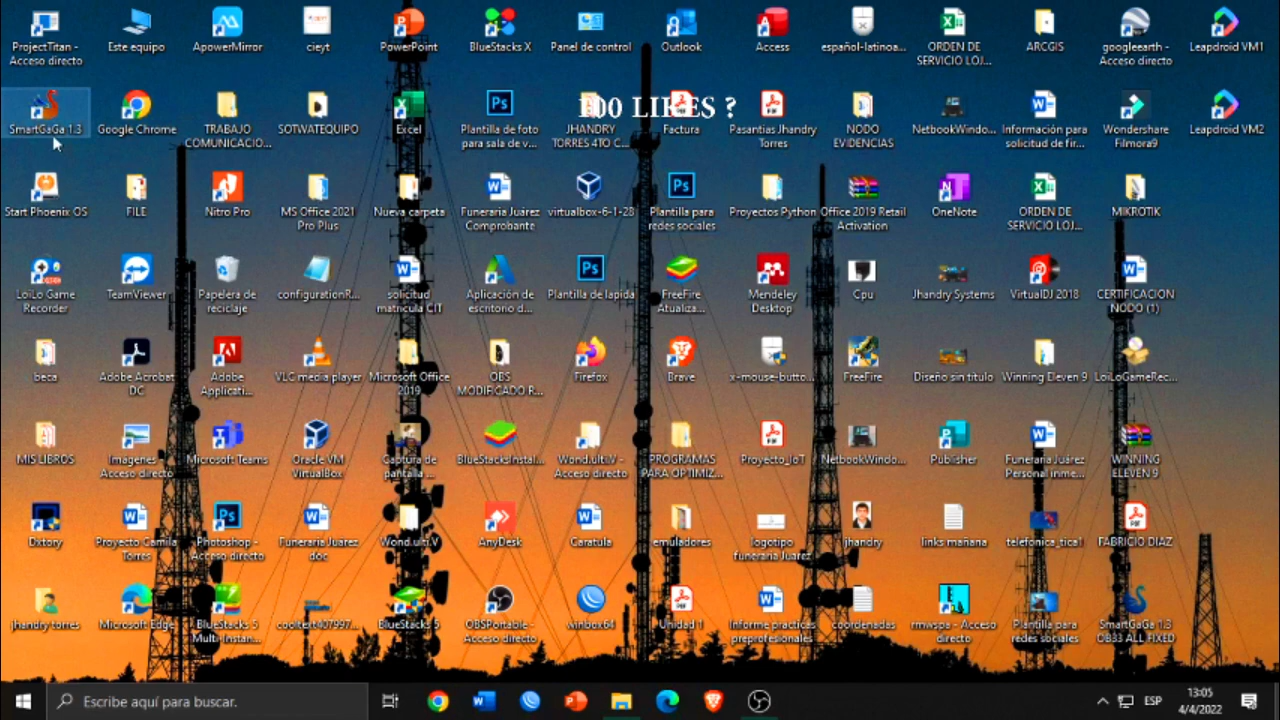 ProjectTitan -
Acceso directo
Este equipo
ApowerMirror
cieyt
PowerPoint
BlueStacks X
Panel de control
Outlook
Access
español-latinoa...
ORDEN DE
SERVICIO LOJ...
ARCGIS
googleearth -
Acceso directo
Leapdroid VM1
100 LIKES ?
SmartGaGa 1.3
Google Chrome
TRABAJO
COMUNICACIO...
SOTWATEQUIPO
Excel
Plantilla de foto
para sala de v...
JHANDRY
TORRES 4TO C...
Factura
Pasantias Jhandry
Torres
NODO
EVIDENCIAS
NetbookWindo...
Información para
solicitud de fir...
Wondershare
Filmora9
Leapdroid VM2
Start Phoenix OS
FILE
Nitro Pro
MS Office 2021
Pro Plus
Nueva carpeta
Funeraria Juárez
Comprobante
virtualbox-6-1-28
Plantilla para
redes sociales
Proyectos Python
Office 2019 Retail
Activation
OneNote
ORDEN DE
SERVICIO LOJ...
MIKROTIK
LoiLo Game
Recorder
TeamViewer
Papelera de
reciclaje
configurationR...
solicitud
matricula CIT
Aplicación de
escritorio d...
Plantilla de lapida
FreeFire
Actualiza...
Mendeley
Desktop
Cpu
Jhandry Systems
VirtualDJ 2018
CERTIFICACION
NODO (1)
beca
Adobe Acrobat
DC
Adobe
Applicati...
VLC media player
Microsoft Office
2019
OBS
MODIFICADO R...
Firefox
Brave
x-mouse-butto...
FreeFire
Diseño sin titulo
Winning Eleven 9
LoiLoGameRec...
MIS LIBROS
Imagenes -
Acceso directo
Microsoft Teams
Oracle VM
VirtualBox
Captura de
pantalla ...
BlueStacksInstal...
Wond.ulti.V -
Acceso directo
PROGRAMAS
PARA OPTIMIZ...
Proyecto_IoT
NetbookWindo...
Publisher
Funeraria Juárez
Personal inme...
WINNING
ELEVEN 9
Dxtory
Proyecto Camila
Torres
Photoshop -
Acceso directo
Funeraria Juarez
doc
Wond.ulti.V
AnyDesk
Caratula
emuladores
logotipo
funeraria Juarez
jhandry
links mañana
telefonica_tica1
FABRICIO DIAZ
jhandry torres
Microsoft Edge
BlueStacks 5
Multi-Instan...
cooltext407997...
BlueStacks 5
OBSPortable -
Acceso directo
winbox64
Unidad 1
Informe practicas
preprofesionales
coordenadas
rmwspa - Acceso
directo
Plantilla para
redes sociales
SmartGaGa 1.3
OB33 ALL FIXED
Escribe aquí para buscar.
ESP
13:05
4/4/2022